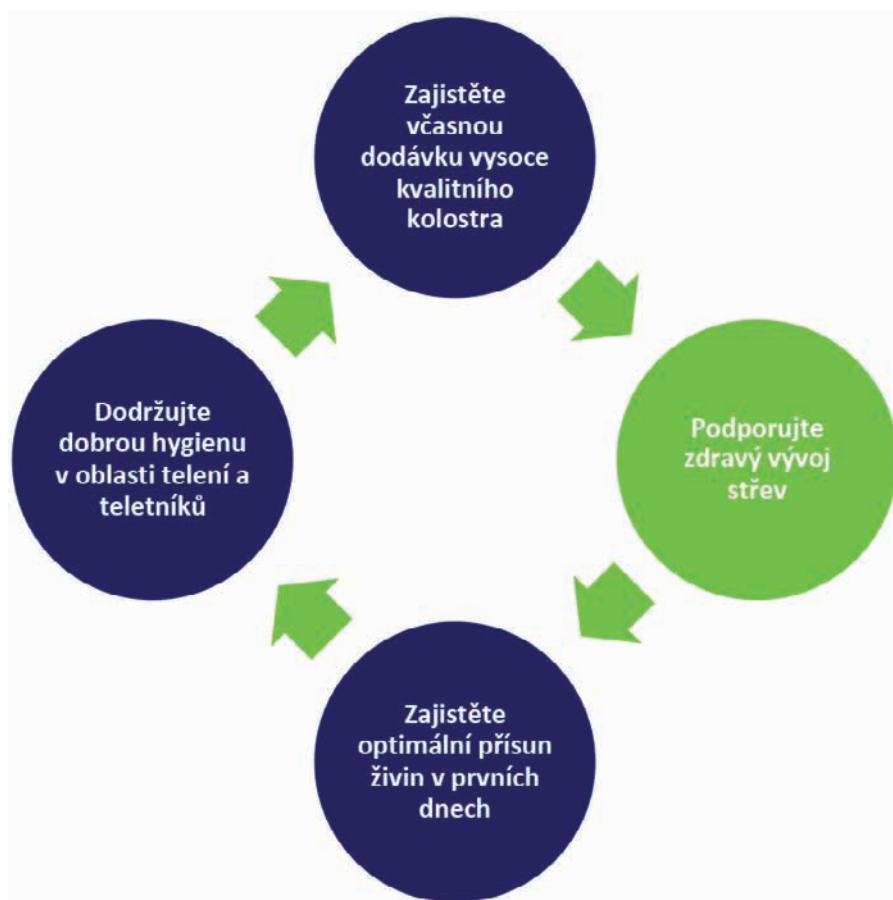 Zajistěte
včasnou
dodávku vysoce
kvalitního
kolostra
Podporujte
zdravý vývoj
střev
Zajistěte
optimální přísun
živin v prvních
dnech
Dodržujte
dobrou hygienu
v oblasti telení a
teletníků